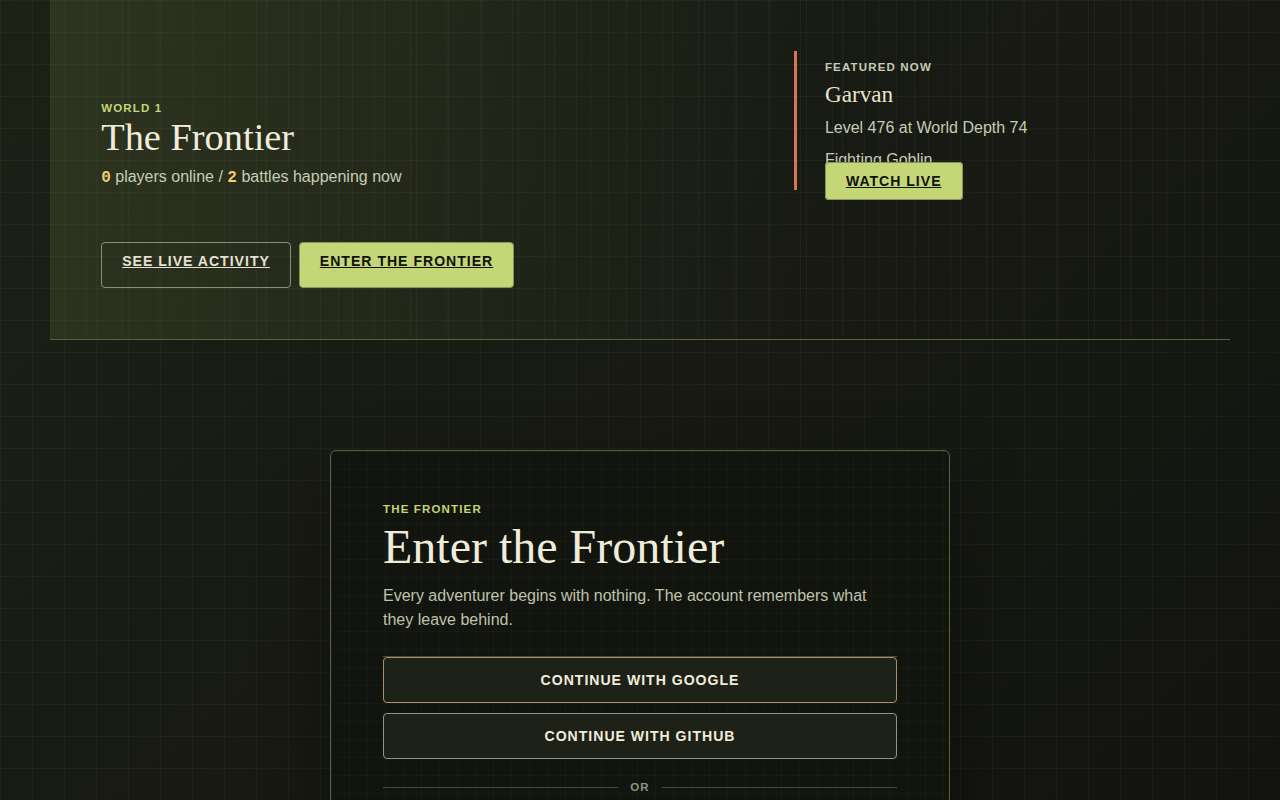 WORLD 1
The Frontier
0 players online / 2 battles happening now
SEE LIVE ACTIVITY
ENTER THE FRONTIER
FEATURED NOW
Garvan
Level 476 at World Depth 74
Fighting Goblin
WATCH LIVE
THE FRONTIER
Enter the Frontier
Every adventurer begins with nothing. The account remembers what
they leave behind.
CONTINUE WITH GOOGLE
CONTINUE WITH GITHUB
OR